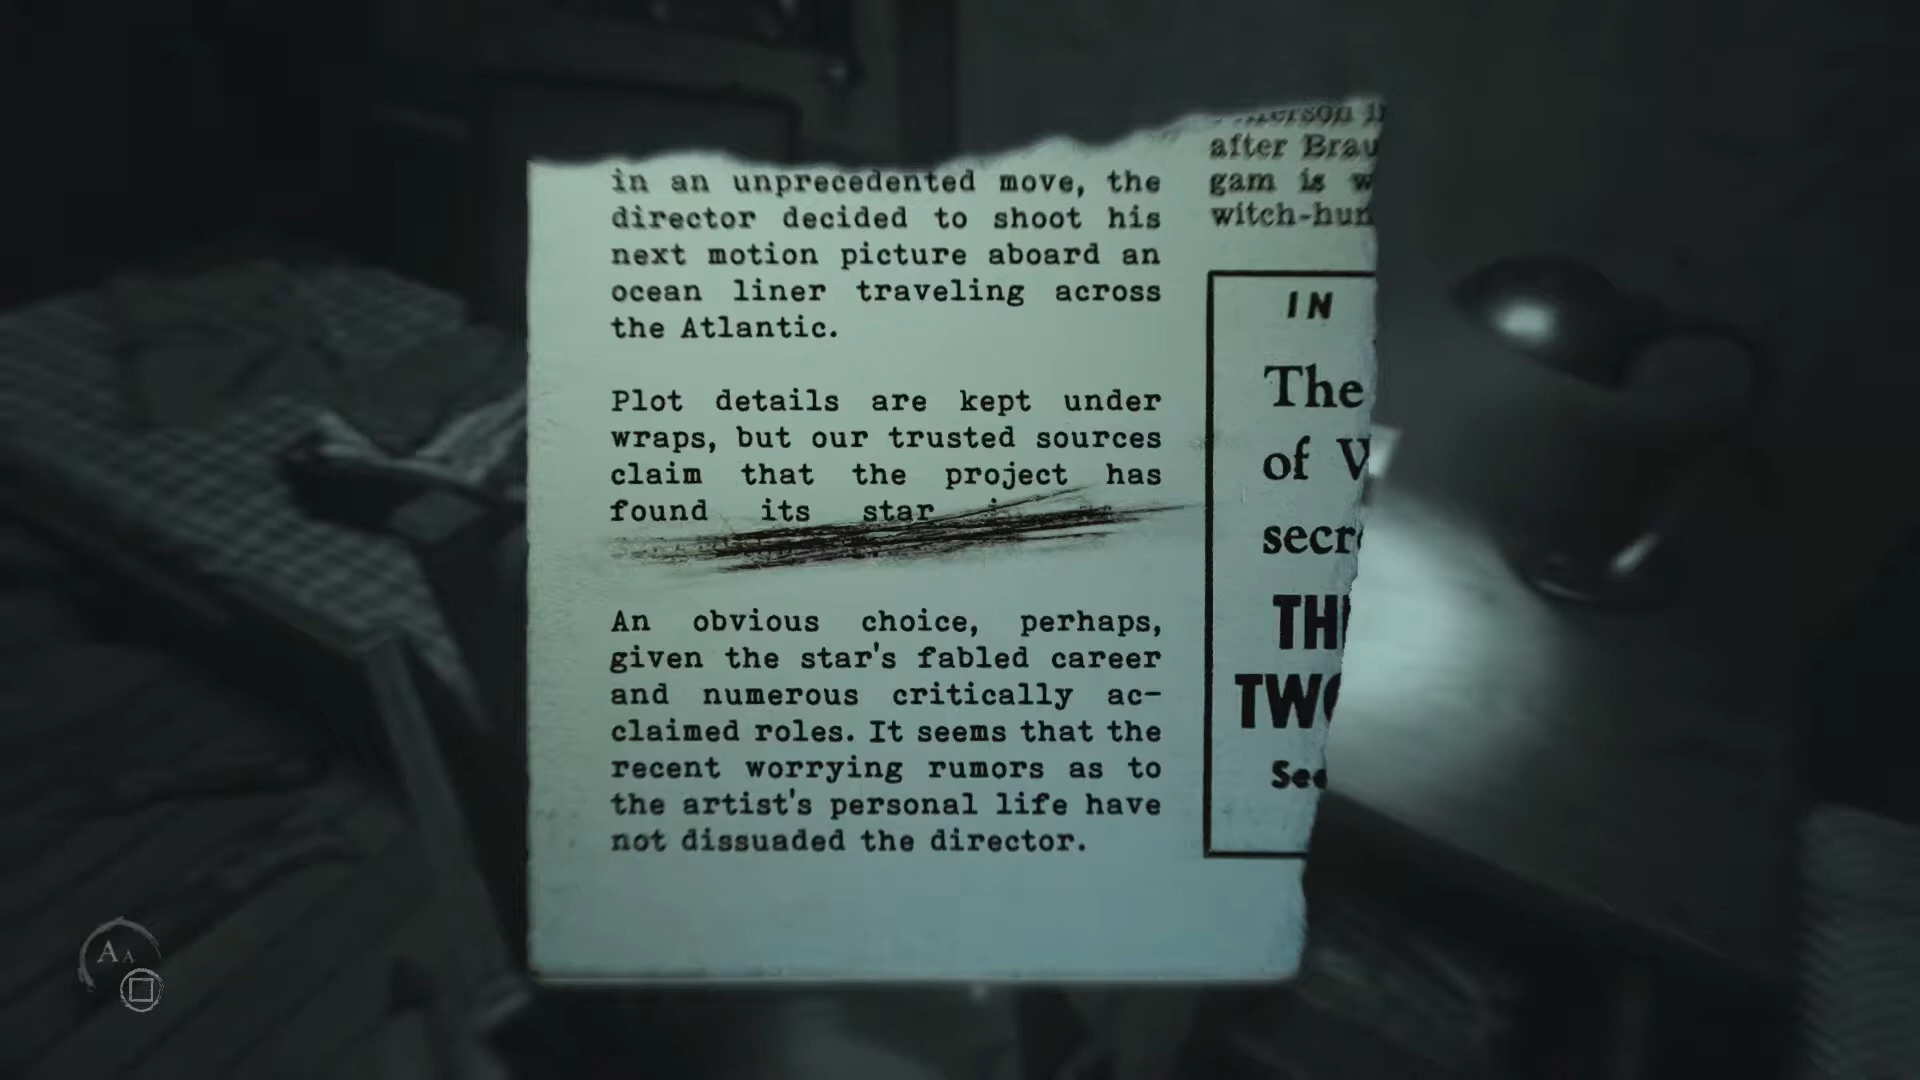 in an unprecedented move, the
director decided to shoot his
next motion picture aboard an
ocean liner traveling across
the Atlantic.
Plot details are kept under
wraps, but our trusted sources
claim that the project has
found its star
An obvious choice, perhaps,
given the star's fabled career
and numerous critically ac-
claimed roles. It seems that the
recent worrying rumors as to
the artist's personal life have
not dissuaded the director.
after Brau
gam is w
witch-hun
IN
The
of
secr
TH
TW
See
AA